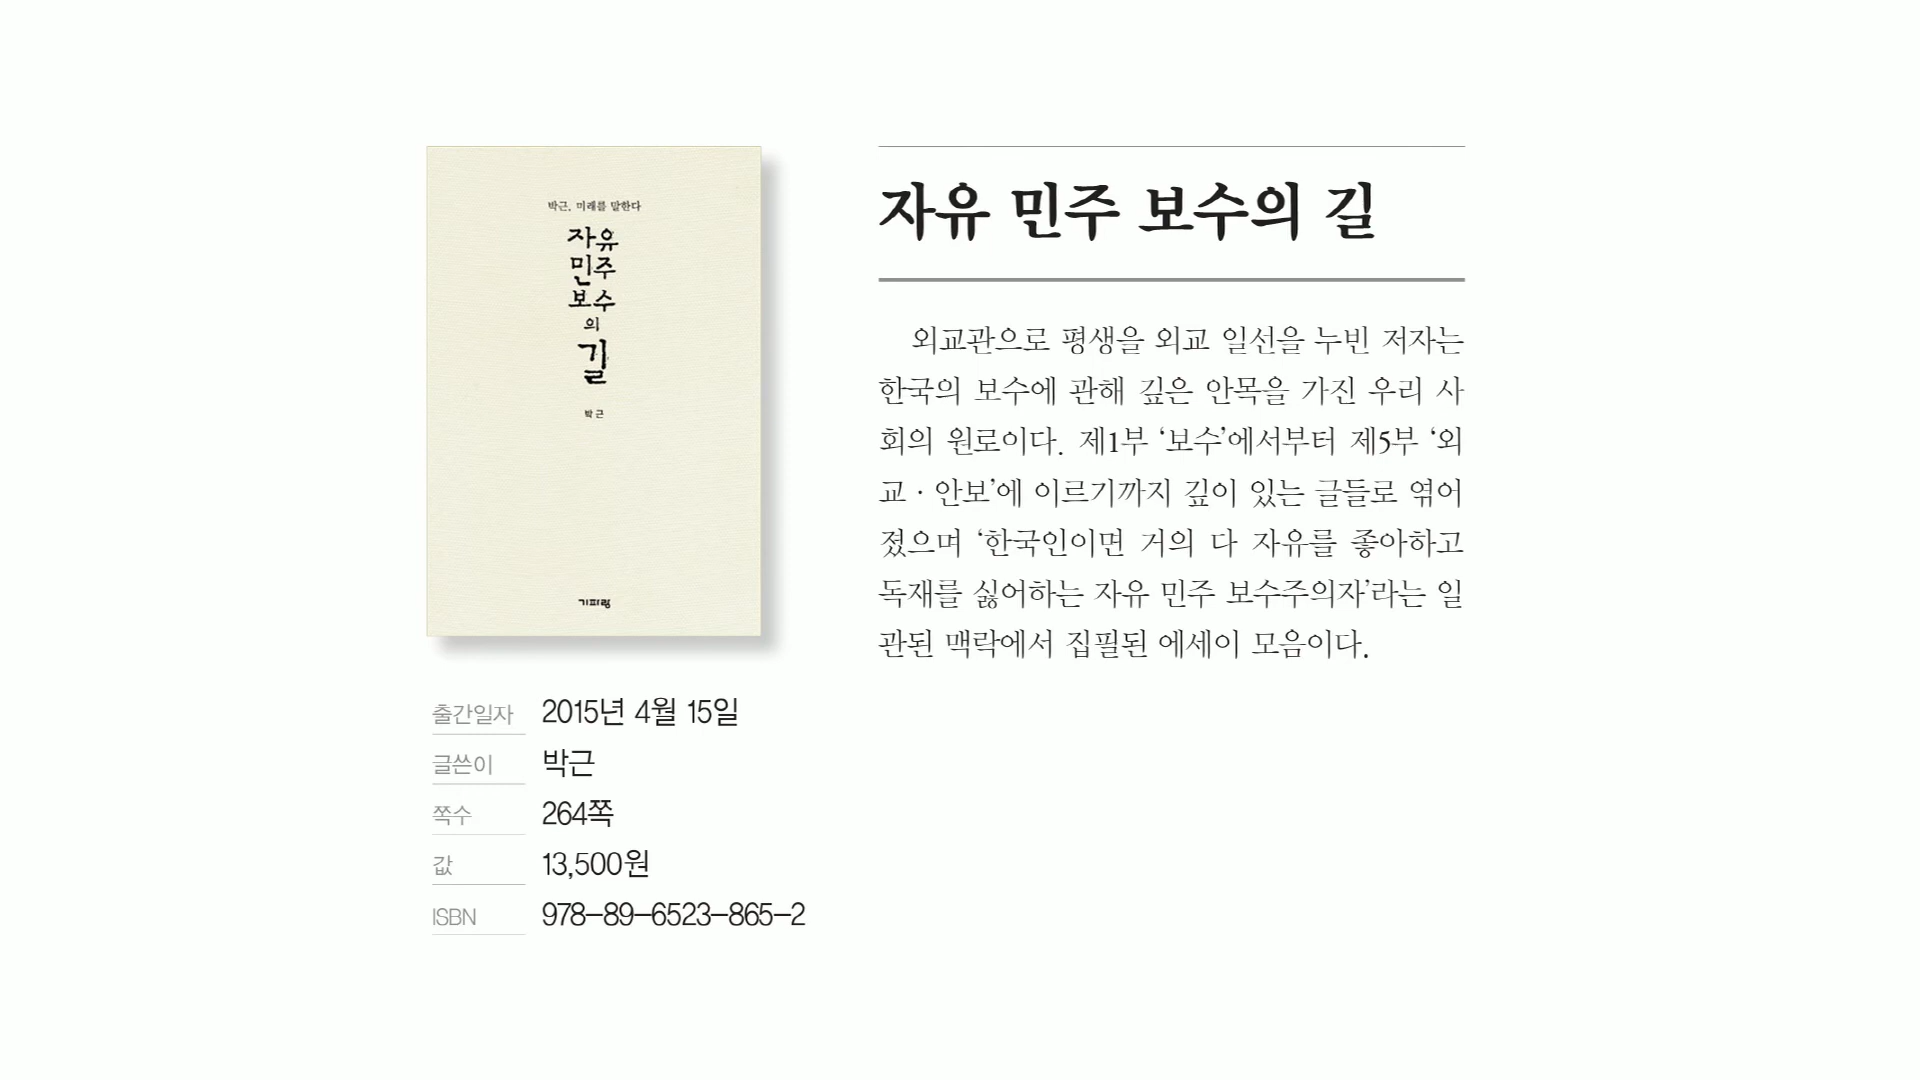 박근, 미래를 말한다
자유
민주
보수
의
길
박근
기파랑
자유 민주 보수의 길
외교관으로 평생을 외교 일선을 누빈 저자는
한국의 보수에 관해 깊은 안목을 가진 우리 사
회의 원로이다. 제1부 ‘보수’에서부터 제5부 ‘외
교 · 안보’에 이르기까지 깊이 있는 글들로 엮어
졌으며 ‘한국인이면 거의 다 자유를 좋아하고
독재를 싫어하는 자유 민주 보수주의자’라는 일
관된 맥락에서 집필된 에세이 모음이다.
출간일자 2015년 4월 15일
글쓴이 박근
쪽수 264쪽
값 13,500원
ISBN 978-89-6523-865-2